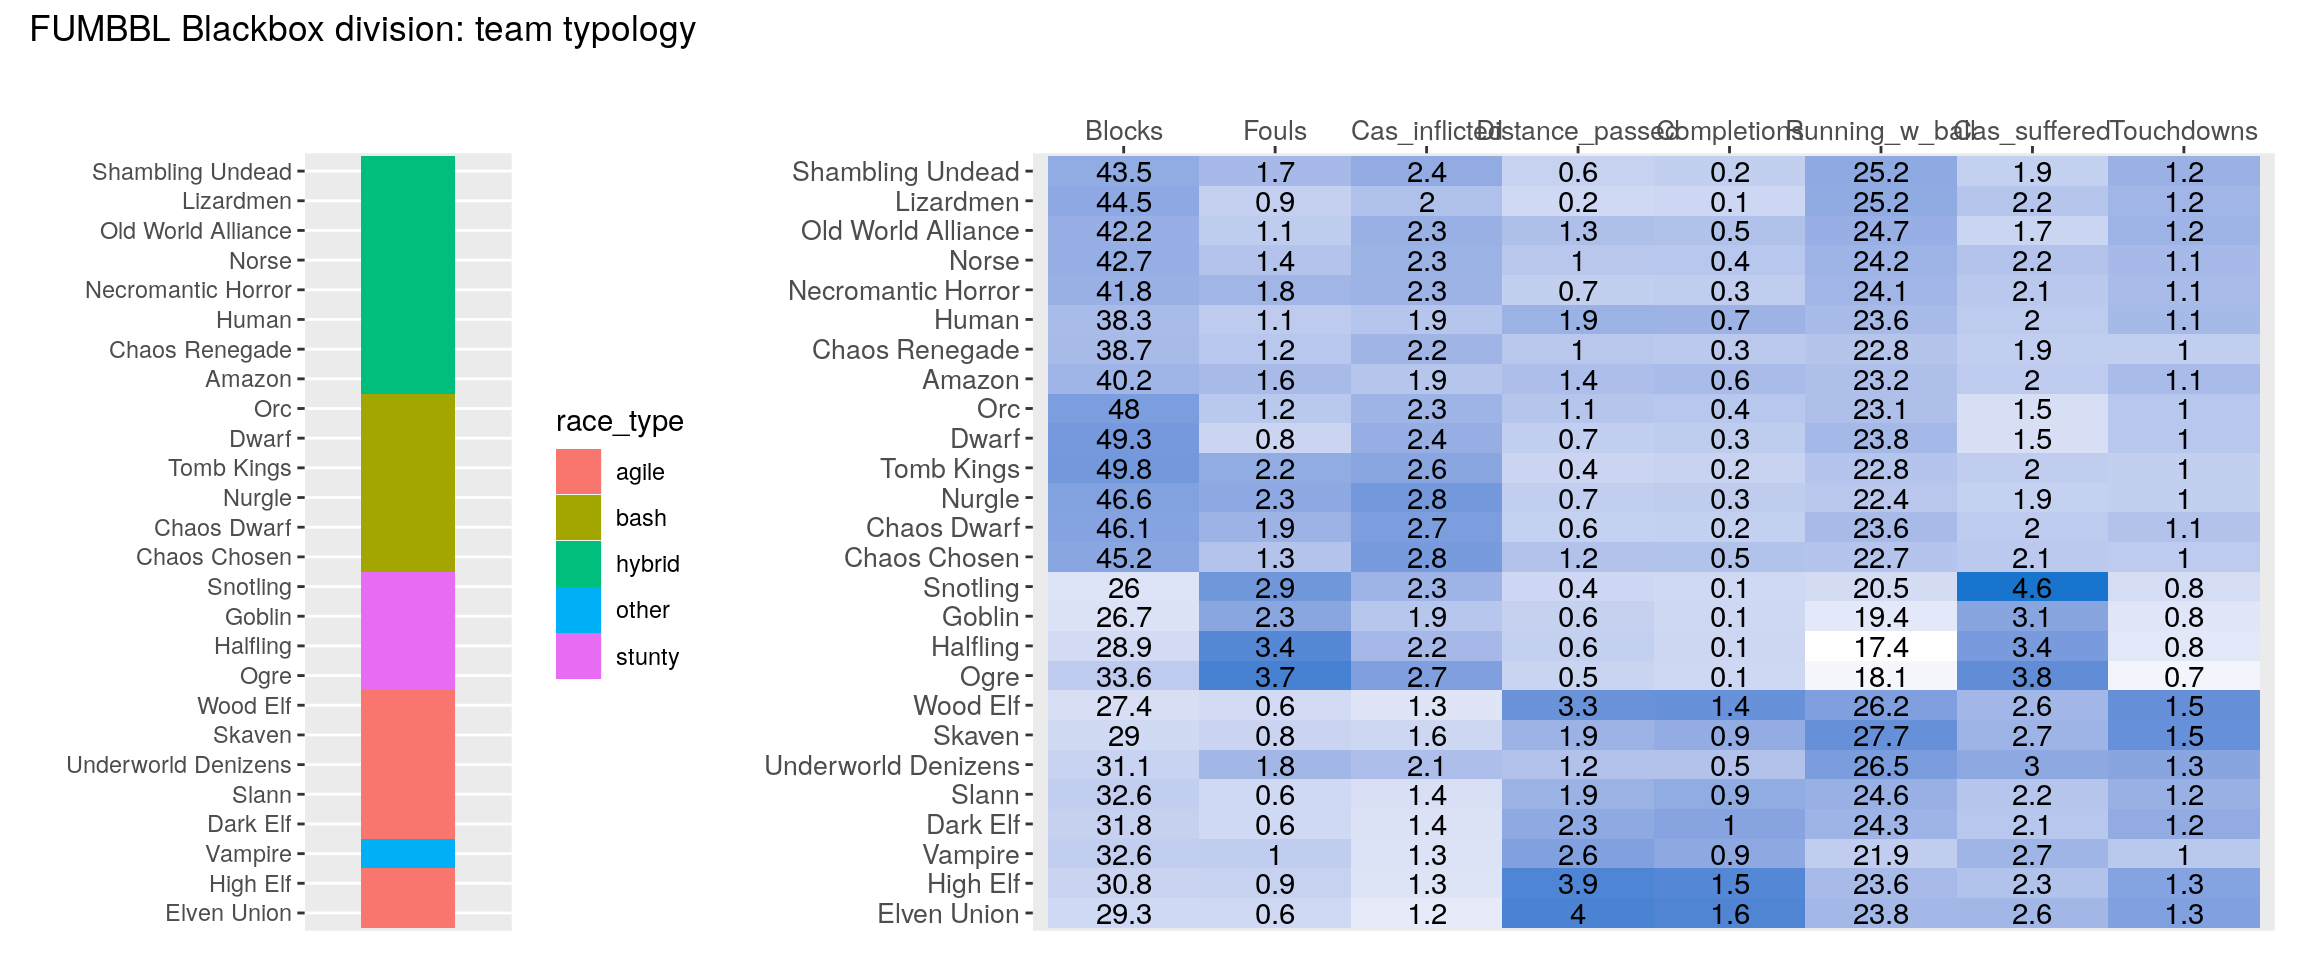 FUMBBL Blackbox division: team typology
Shambling Undead
Lizardmen
Old World Alliance
Norse
Necromantic Horror
Human
Chaos Renegade
Amazon
Orc
Dwarf
Tomb Kings
Nurgle
Chaos Dwarf
Chaos Chosen
Snotling
Goblin
Halfling
Ogre
Wood Elf
Skaven
Underworld Denizens
Slann
Dark Elf
Vampire
High Elf
Elven Union
race_type
agile
bash
hybrid
other
stunty
Blocks Fouls Cas_inflicted Distance_passed Completions Running_w_ball Cas_suffered Touchdowns
Shambling Undead 43.5 1.7 2.4 0.6 0.2 25.2 1.9 1.2
Lizardmen 44.5 0.9 2 0.2 0.1 25.2 2.2 1.2
Old World Alliance 42.2 1.1 2.3 1.3 0.5 24.7 1.7 1.2
Norse 42.7 1.4 2.3 1 0.4 24.2 2.2 1.1
Necromantic Horror 41.8 1.8 2.3 0.7 0.3 24.1 2.1 1.1
Human 38.3 1.1 1.9 1.9 0.7 23.6 2 1.1
Chaos Renegade 38.7 1.2 2.2 1 0.3 22.8 1.9 1
Amazon 40.2 1.6 1.9 1.4 0.6 23.2 2 1.1
Orc 48 1.2 2.3 1.1 0.4 23.1 1.5 1
Dwarf 49.3 0.8 2.4 0.7 0.3 23.8 1.5 1
Tomb Kings 49.8 2.2 2.6 0.4 0.2 22.8 2 1
Nurgle 46.6 2.3 2.8 0.7 0.3 22.4 1.9 1
Chaos Dwarf 46.1 1.9 2.7 0.6 0.2 23.6 2 1.1
Chaos Chosen 45.2 1.3 2.8 1.2 0.5 22.7 2.1 1
Snotling 26 2.9 2.3 0.4 0.1 20.5 4.6 0.8
Goblin 26.7 2.3 1.9 0.6 0.1 19.4 3.1 0.8
Halfling 28.9 3.4 2.2 0.6 0.1 17.4 3.4 0.8
Ogre 33.6 3.7 2.7 0.5 0.1 18.1 3.8 0.7
Wood Elf 27.4 0.6 1.3 3.3 1.4 26.2 2.6 1.5
Skaven 29 0.8 1.6 1.9 0.9 27.7 2.7 1.5
Underworld Denizens 31.1 1.8 2.1 1.2 0.5 26.5 3 1.3
Slann 32.6 0.6 1.4 1.9 0.9 24.6 2.2 1.2
Dark Elf 31.8 0.6 1.4 2.3 1 24.3 2.1 1.2
Vampire 32.6 1 1.3 2.6 0.9 21.9 2.7 1
High Elf 30.8 0.9 1.3 3.9 1.5 23.6 2.3 1.3
Elven Union 29.3 0.6 1.2 4 1.6 23.8 2.6 1.3